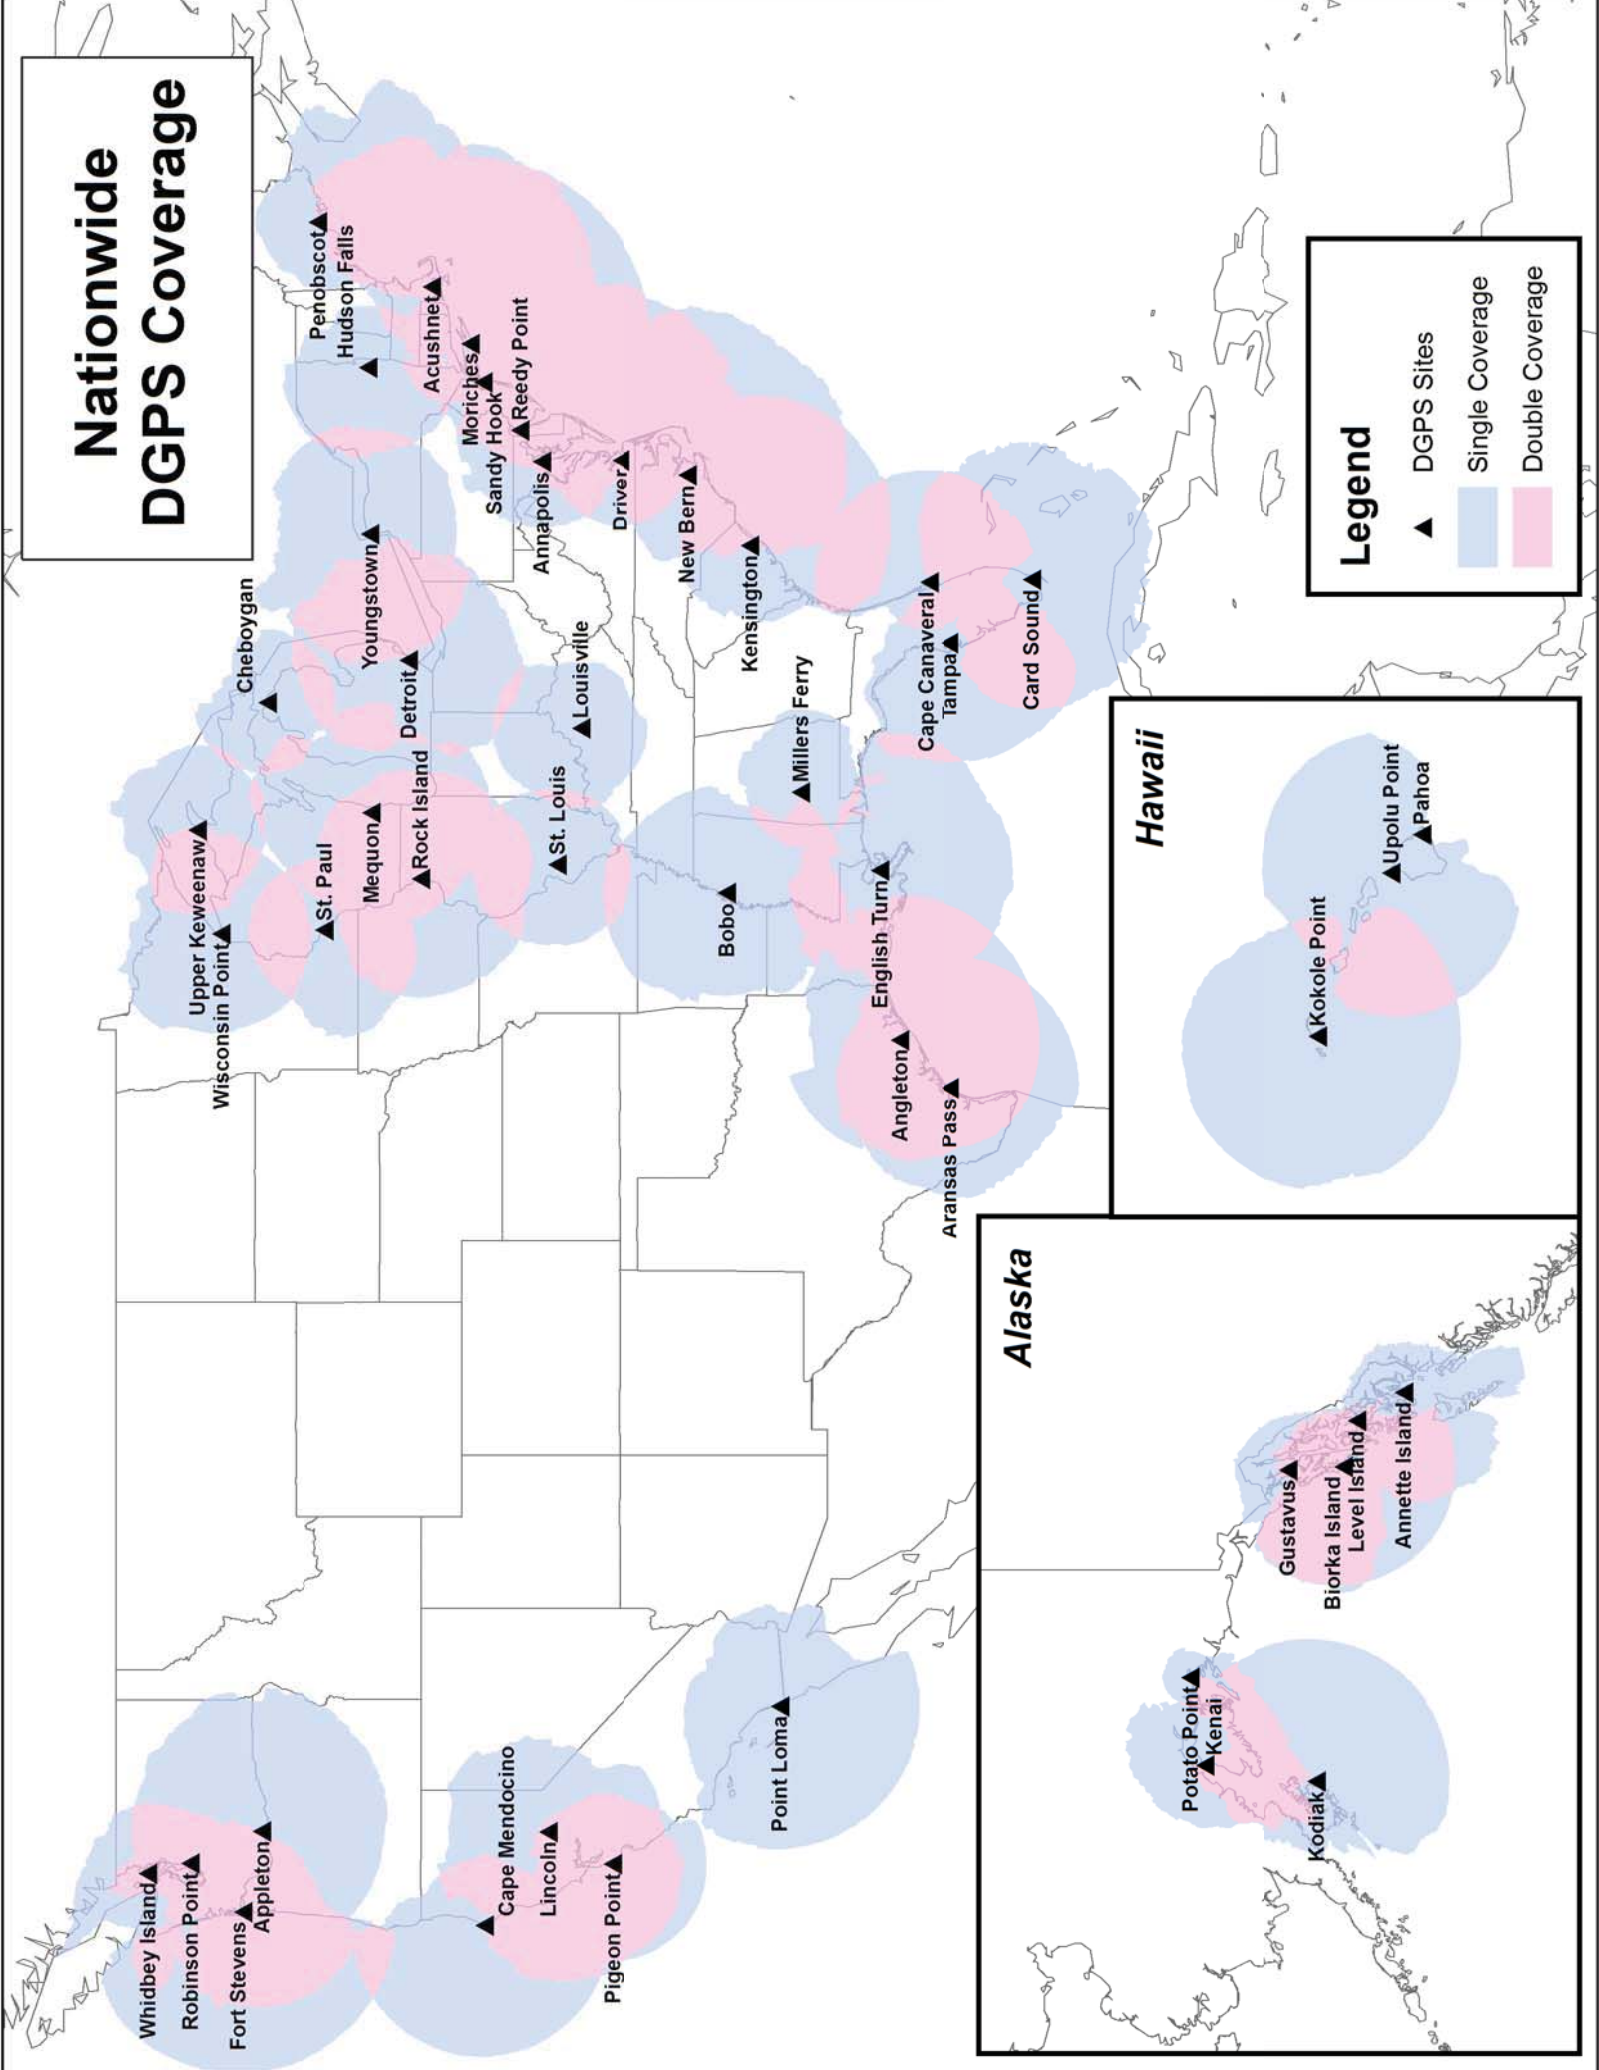 Nationwide
DGPS Coverage
Whidbey Island
Robinson Point
Fort Stevens
Appleton
Cape Mendocino
Lincoln
Pigeon Point
Point Loma
Upper Keweenaw
Wisconsin Point
St. Paul
Mequon
Rock Island
St. Louis
Cheboygan
Youngstown
Detroit
Louisville
Penobscot
Hudson Falls
Acushnet
Moriches
Sandy Hook
Reedy Point
Annapolis
Driver
New Bern
Kensington
Millers Ferry
Bobo
English Turn
Angleton
Aransas Pass
Cape Canaveral
Tampa
Card Sound
Alaska
Potato Point
Kenai
Kodiak
Gustavus
Biorka Island
Level Island
Annette Island
Hawaii
Kokole Point
Upolu Point
Pahoa
Legend
DGPS Sites
Single Coverage
Double Coverage